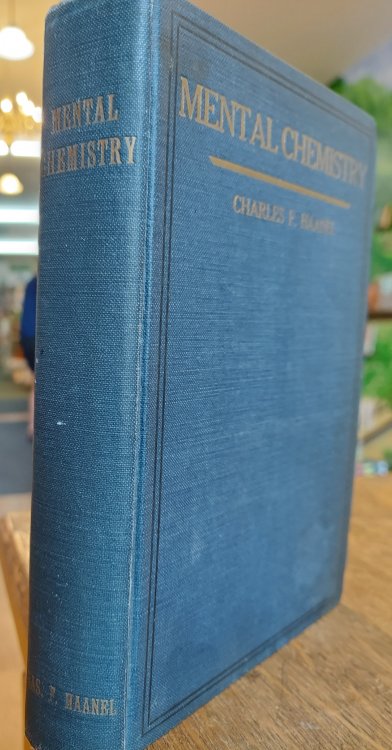 MENTAL
CHEMISTRY
CHAS. F. HAANEL
MENTAL CHEMISTRY
CHARLES F. HAANEL